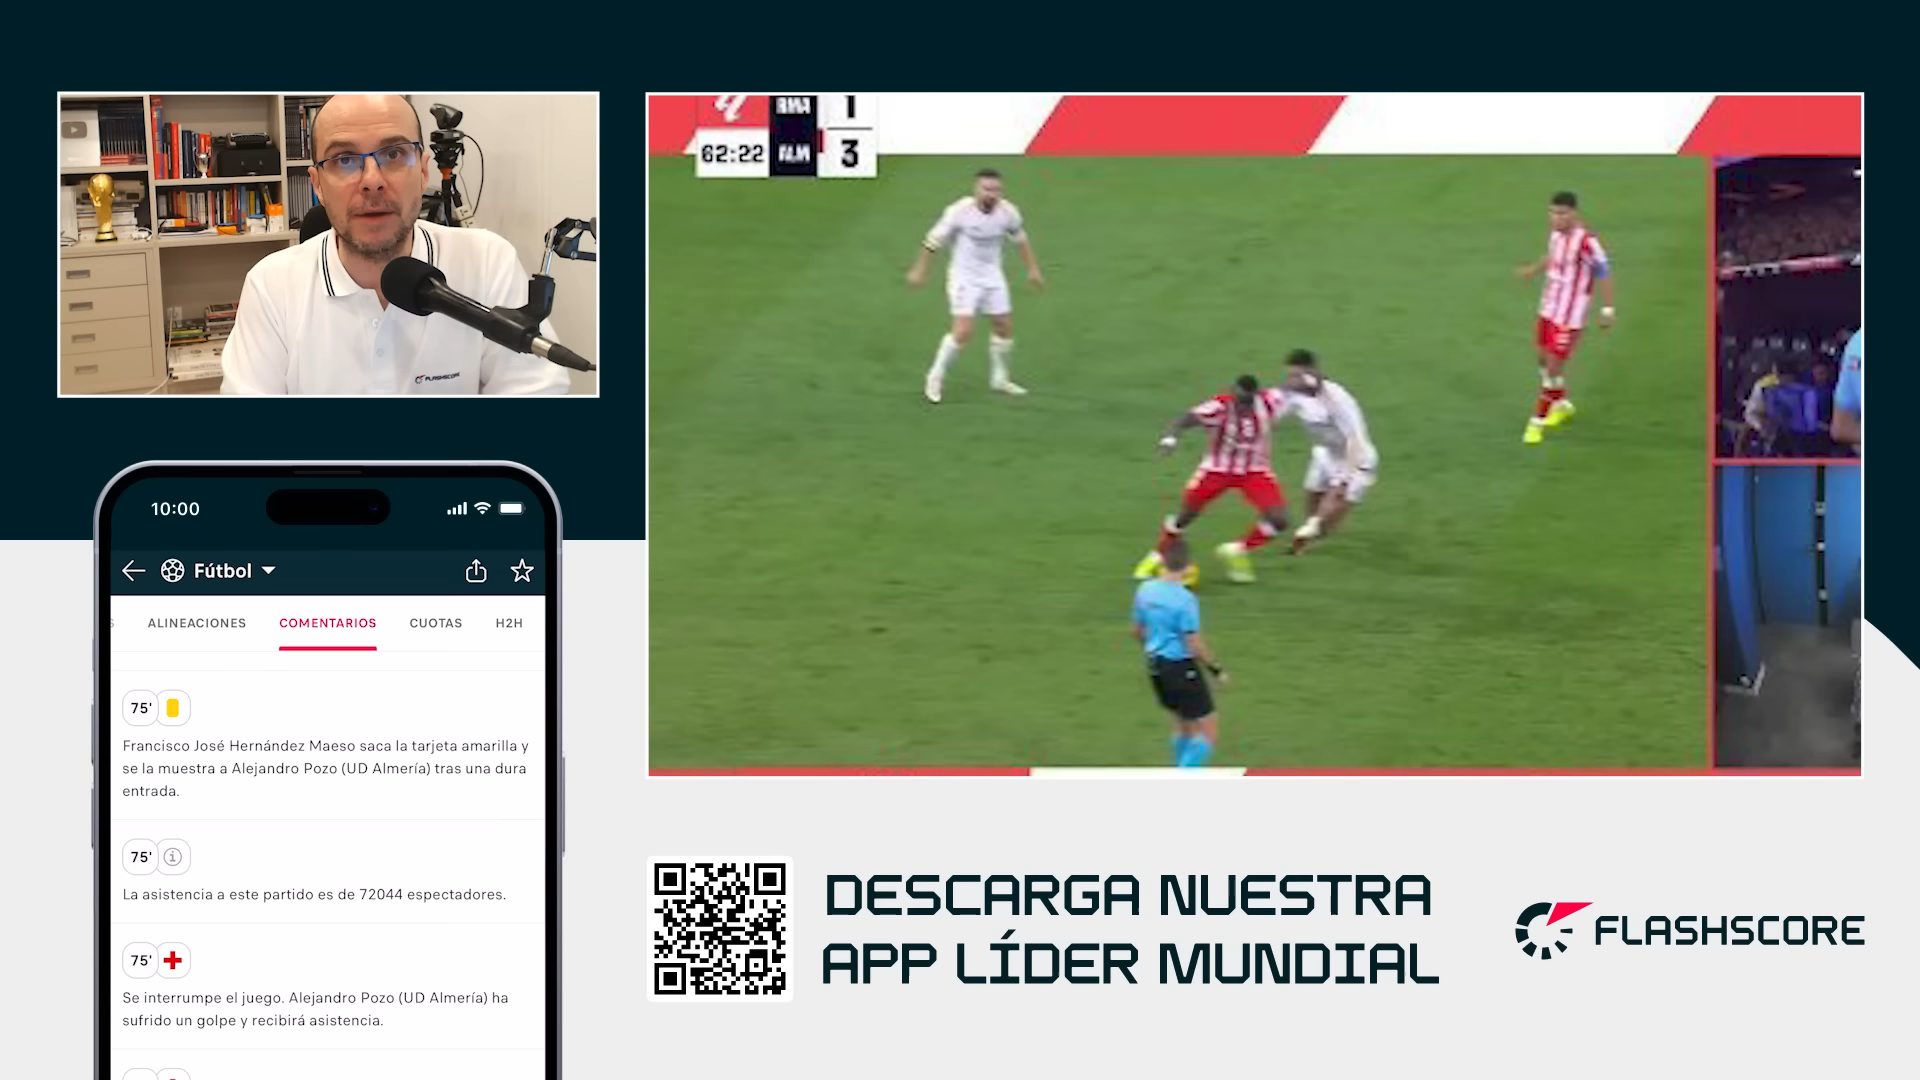 RMA 1
62:22 ALM 3
FLASHSCORE
10:00
Fútbol
ALINEACIONES COMENTARIOS CUOTAS H2H
75'
Francisco José Hernández Maeso saca la tarjeta amarilla y
se la muestra a Alejandro Pozo (UD Almería) tras una dura
entrada.
75'
La asistencia a este partido es de 72044 espectadores.
75'
Se interrumpe el juego. Alejandro Pozo (UD Almería) ha
sufrido un golpe y recibirá asistencia.
DESCARGA NUESTRA
APP LÍDER MUNDIAL
FLASHSCORE